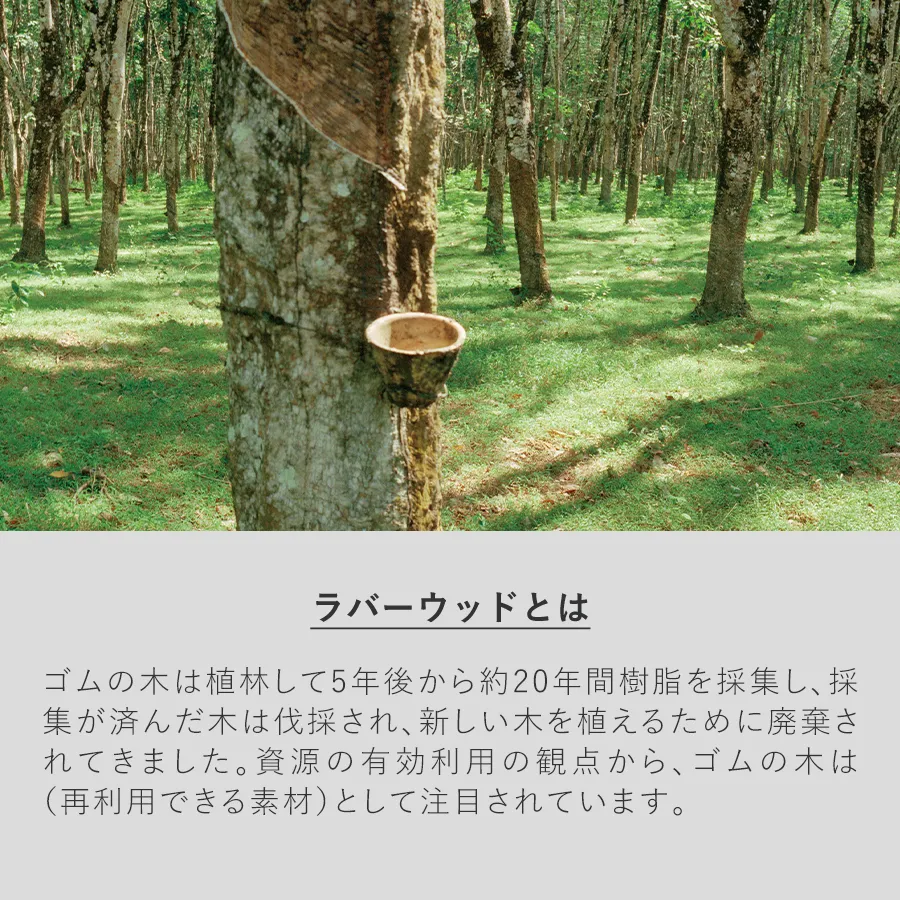 ラバーウッドとは
ゴムの木は植林して5年後から約20年間樹脂を採集し、採
集が済んだ木は伐採され、新しい木を植えるために廃棄さ
れてきました。資源の有効利用の観点から、ゴムの木は
（再利用できる素材）として注目されています。